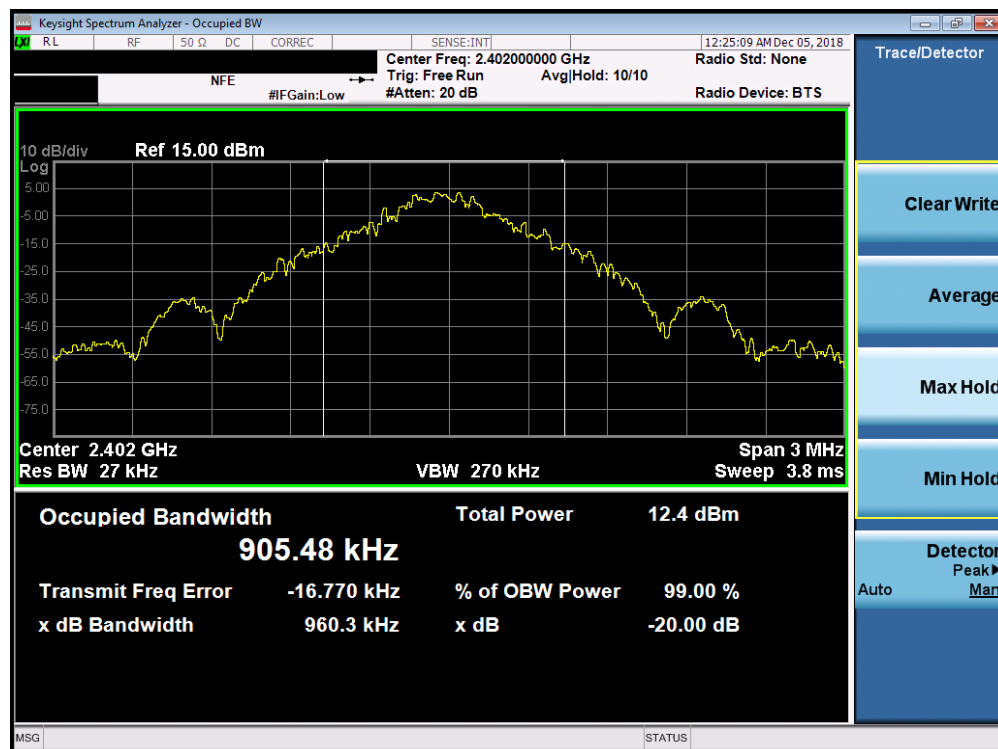 Keysight Spectrum Analyzer - Occupied BW
LXI RL RF 50 Ω DC CORREC SENSE:INT 12:25:09 AM Dec 05, 2018
Center Freq: 2.402000000 GHz Radio Std: None
NFE Trig: Free Run Avg|Hold: 10/10
#IFGain:Low #Atten: 20 dB Radio Device: BTS
Trace/Detector
10 dB/div Ref 15.00 dBm
Log
5.00
-5.00
-15.0
-25.0
-35.0
-45.0
-55.0
-65.0
-75.0
Center 2.402 GHz Span 3 MHz
Res BW 27 kHz VBW 270 kHz Sweep 3.8 ms
Occupied Bandwidth Total Power 12.4 dBm
905.48 kHz
Transmit Freq Error -16.770 kHz % of OBW Power 99.00 %
x dB Bandwidth 960.3 kHz x dB -20.00 dB
Clear Write
Average
Max Hold
Min Hold
Detector
Peak
Auto Man
MSG STATUS